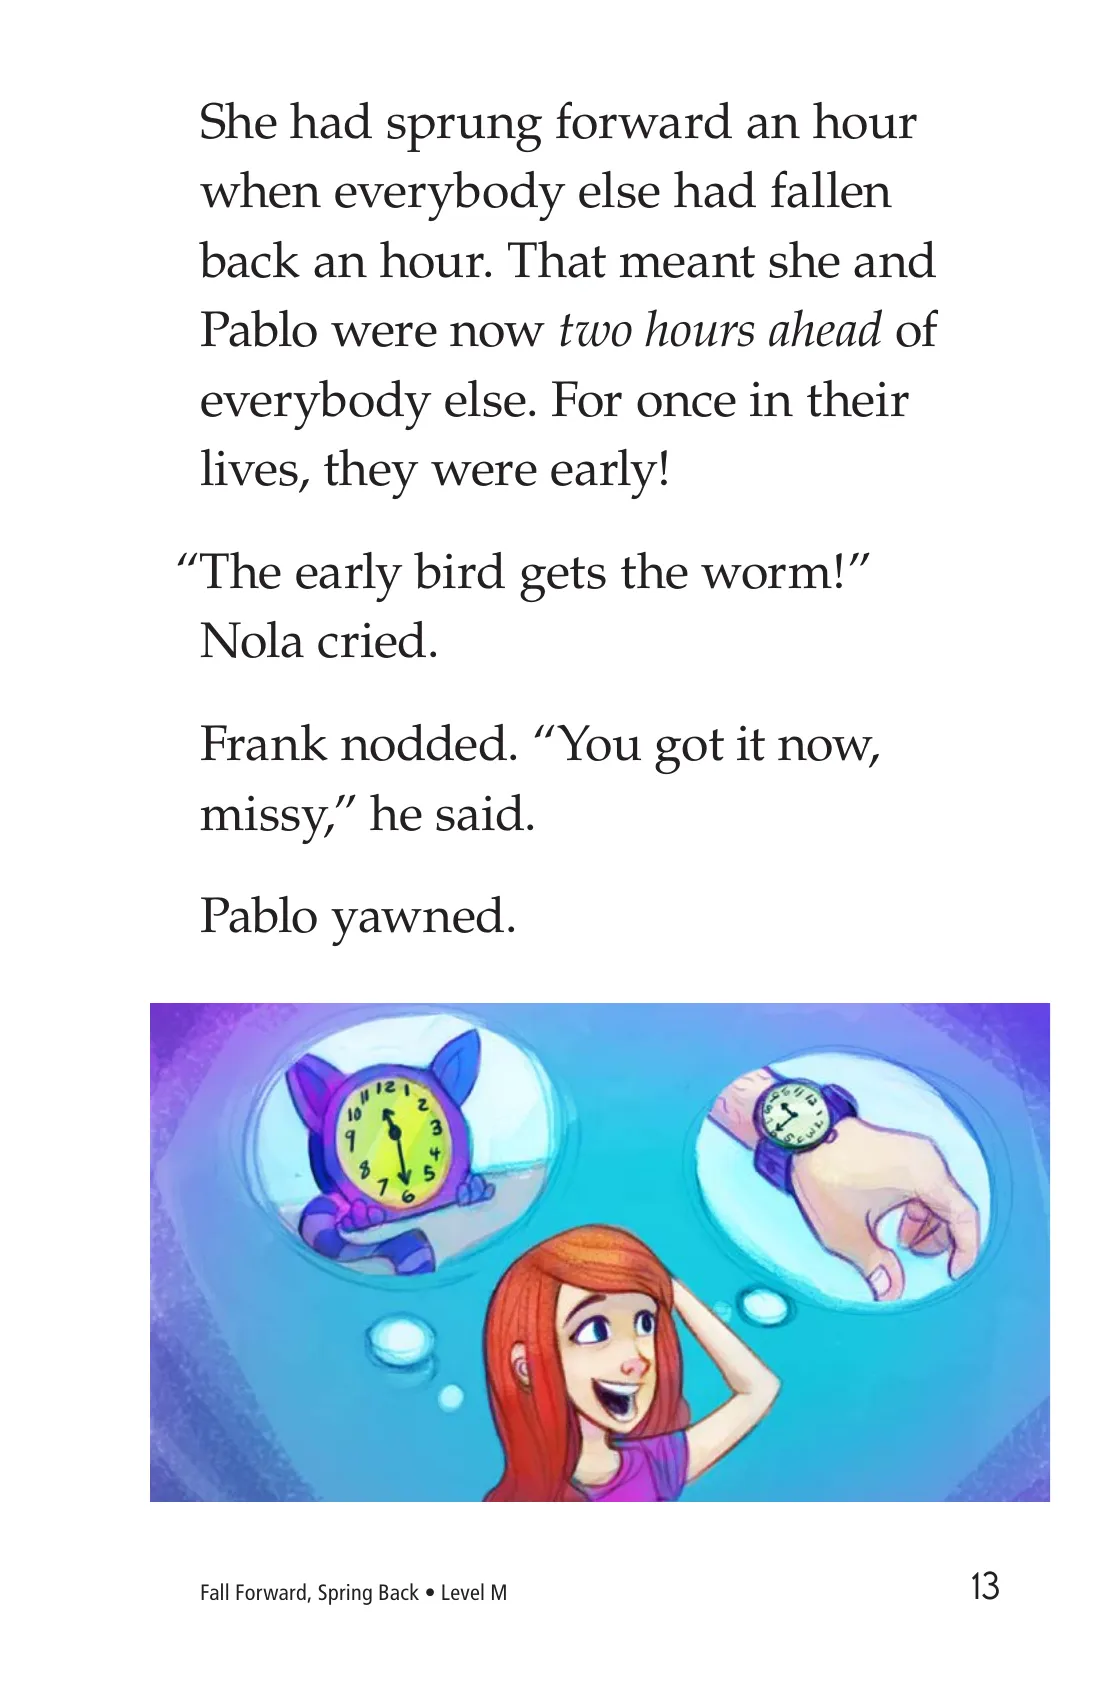 She had sprung forward an hour
when everybody else had fallen
back an hour. That meant she and
Pablo were now two hours ahead of
everybody else. For once in their
lives, they were early!
“The early bird gets the worm!”
Nola cried.
Frank nodded. “You got it now,
missy,” he said.
Pablo yawned.
12
11
1
10
2
9
3
8
4
7
5
6
Fall Forward, Spring Back • Level M
13